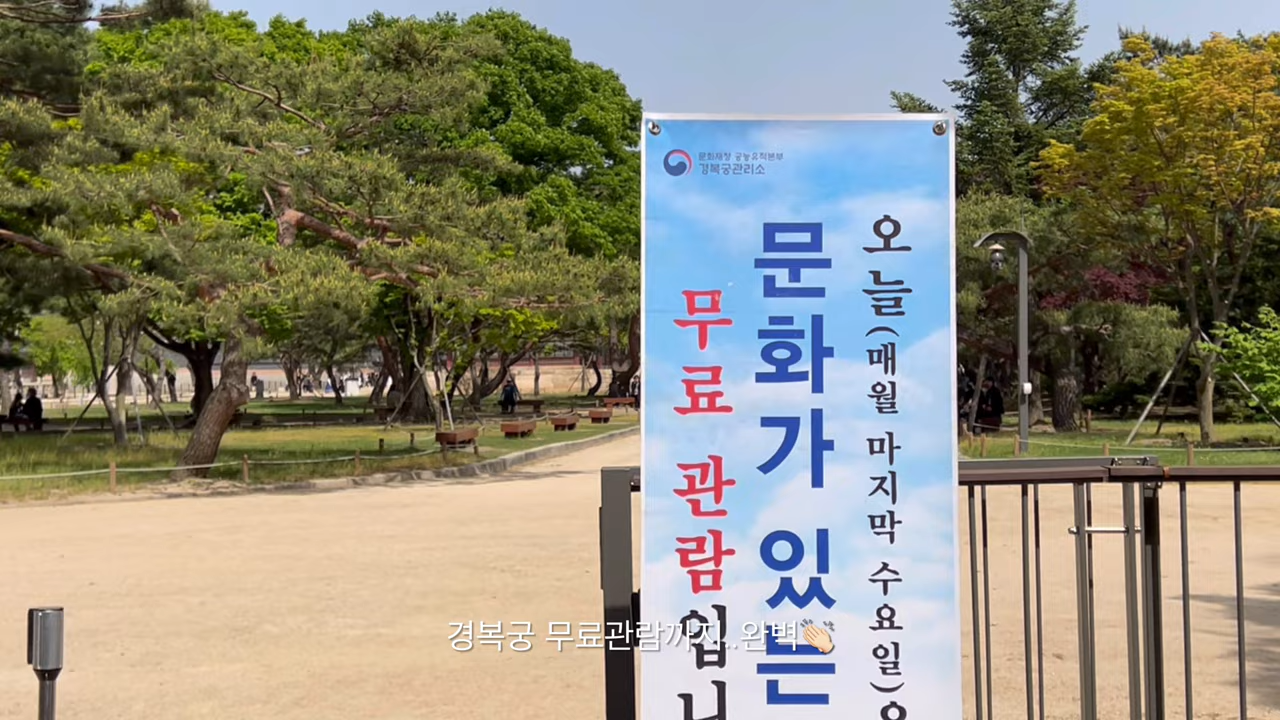 문화재청 궁능유적본부
경복궁관리소
오늘(매월 마지막 수요일)은
문화가 있는
무료 관람입니
경복궁 무료관람까지..완벽👏🏻